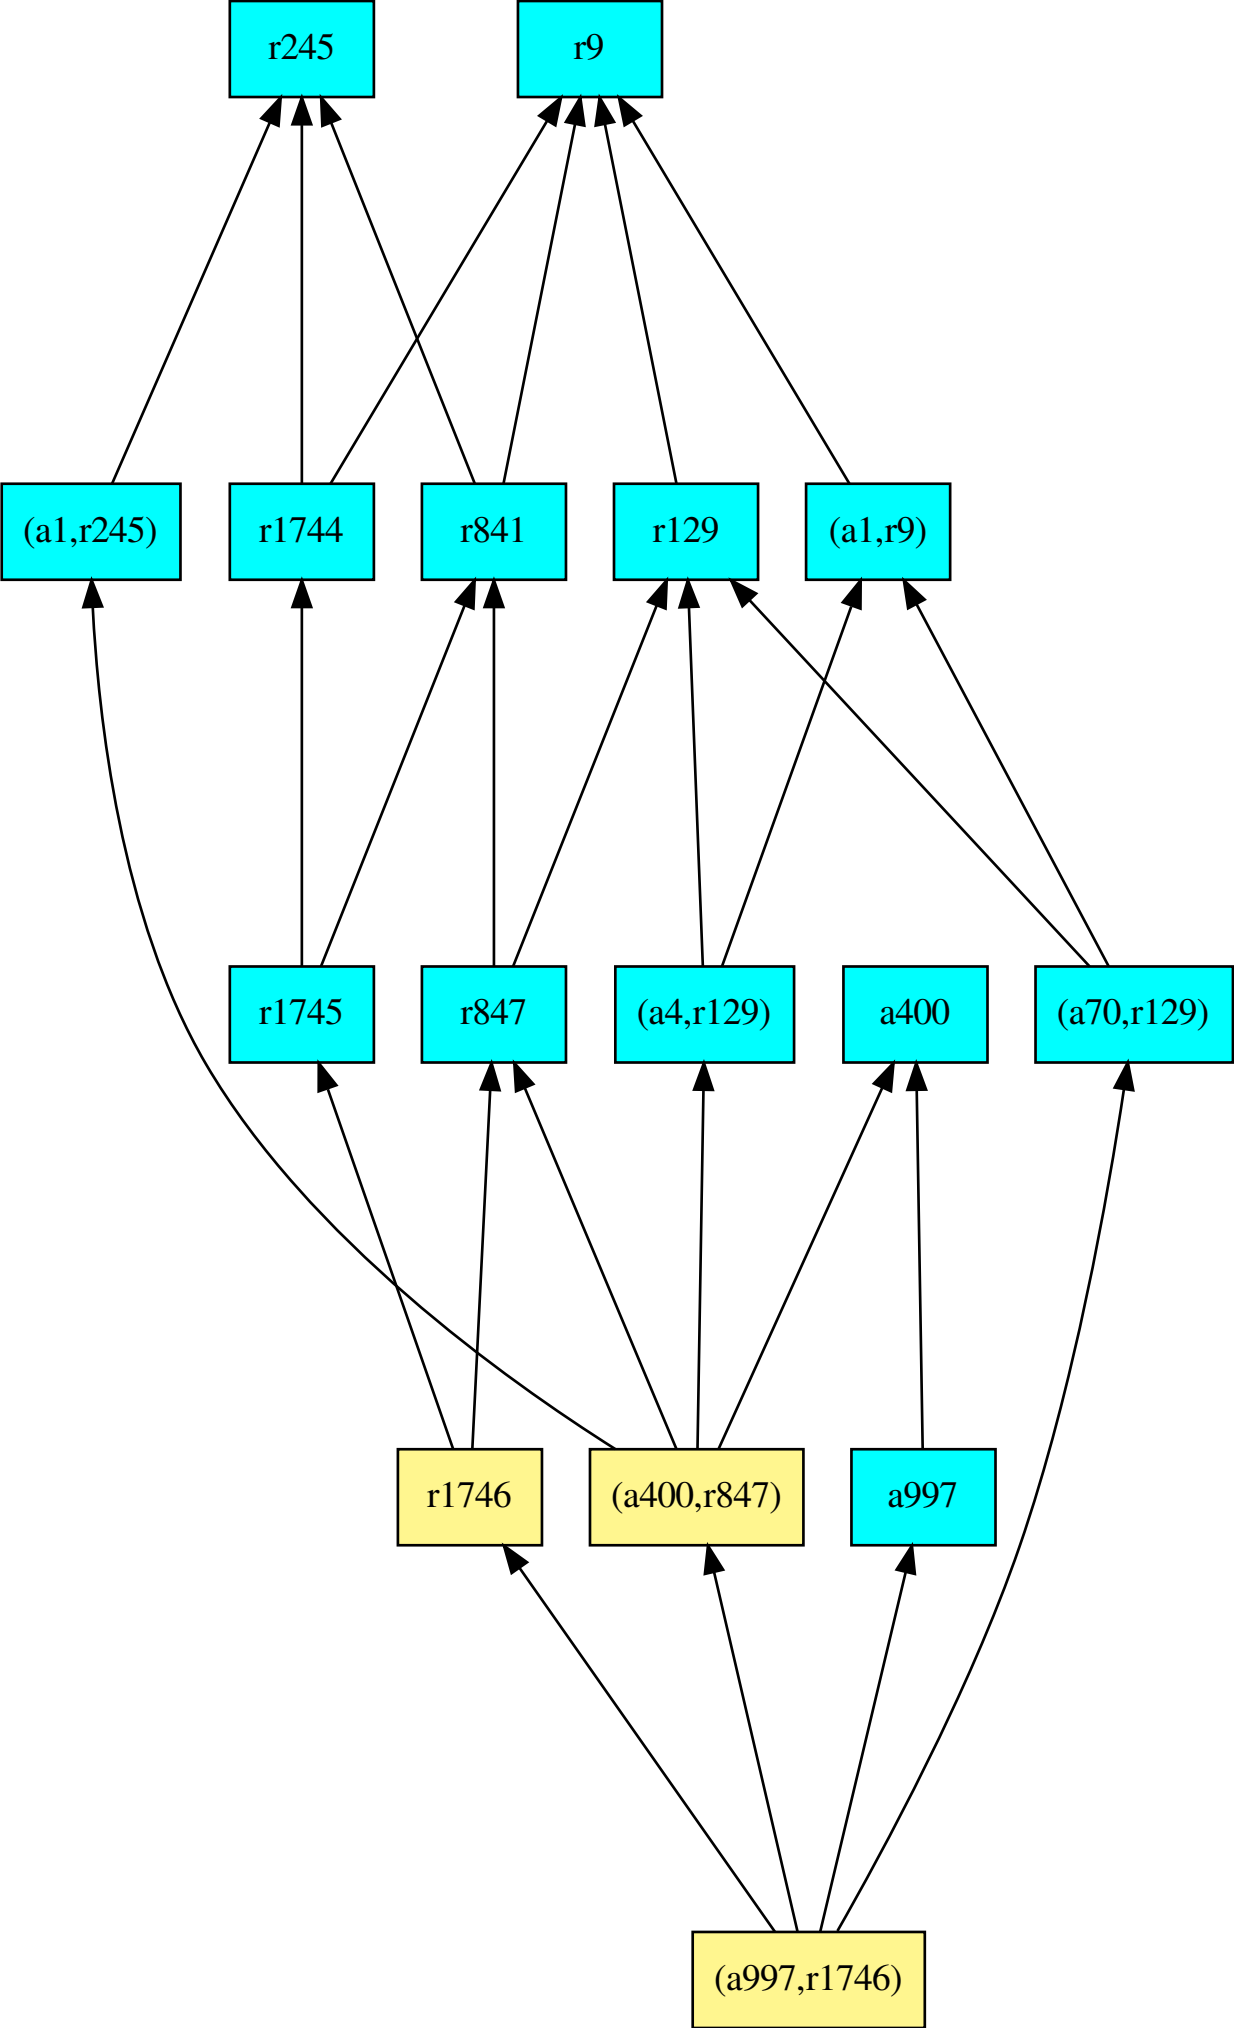 r245
r9
(a1,r245)
r1744
r841
r129
(a1,r9)
r1745
r847
(a4,r129)
a400
(a70,r129)
r1746
(a400,r847)
a997
(a997,r1746)